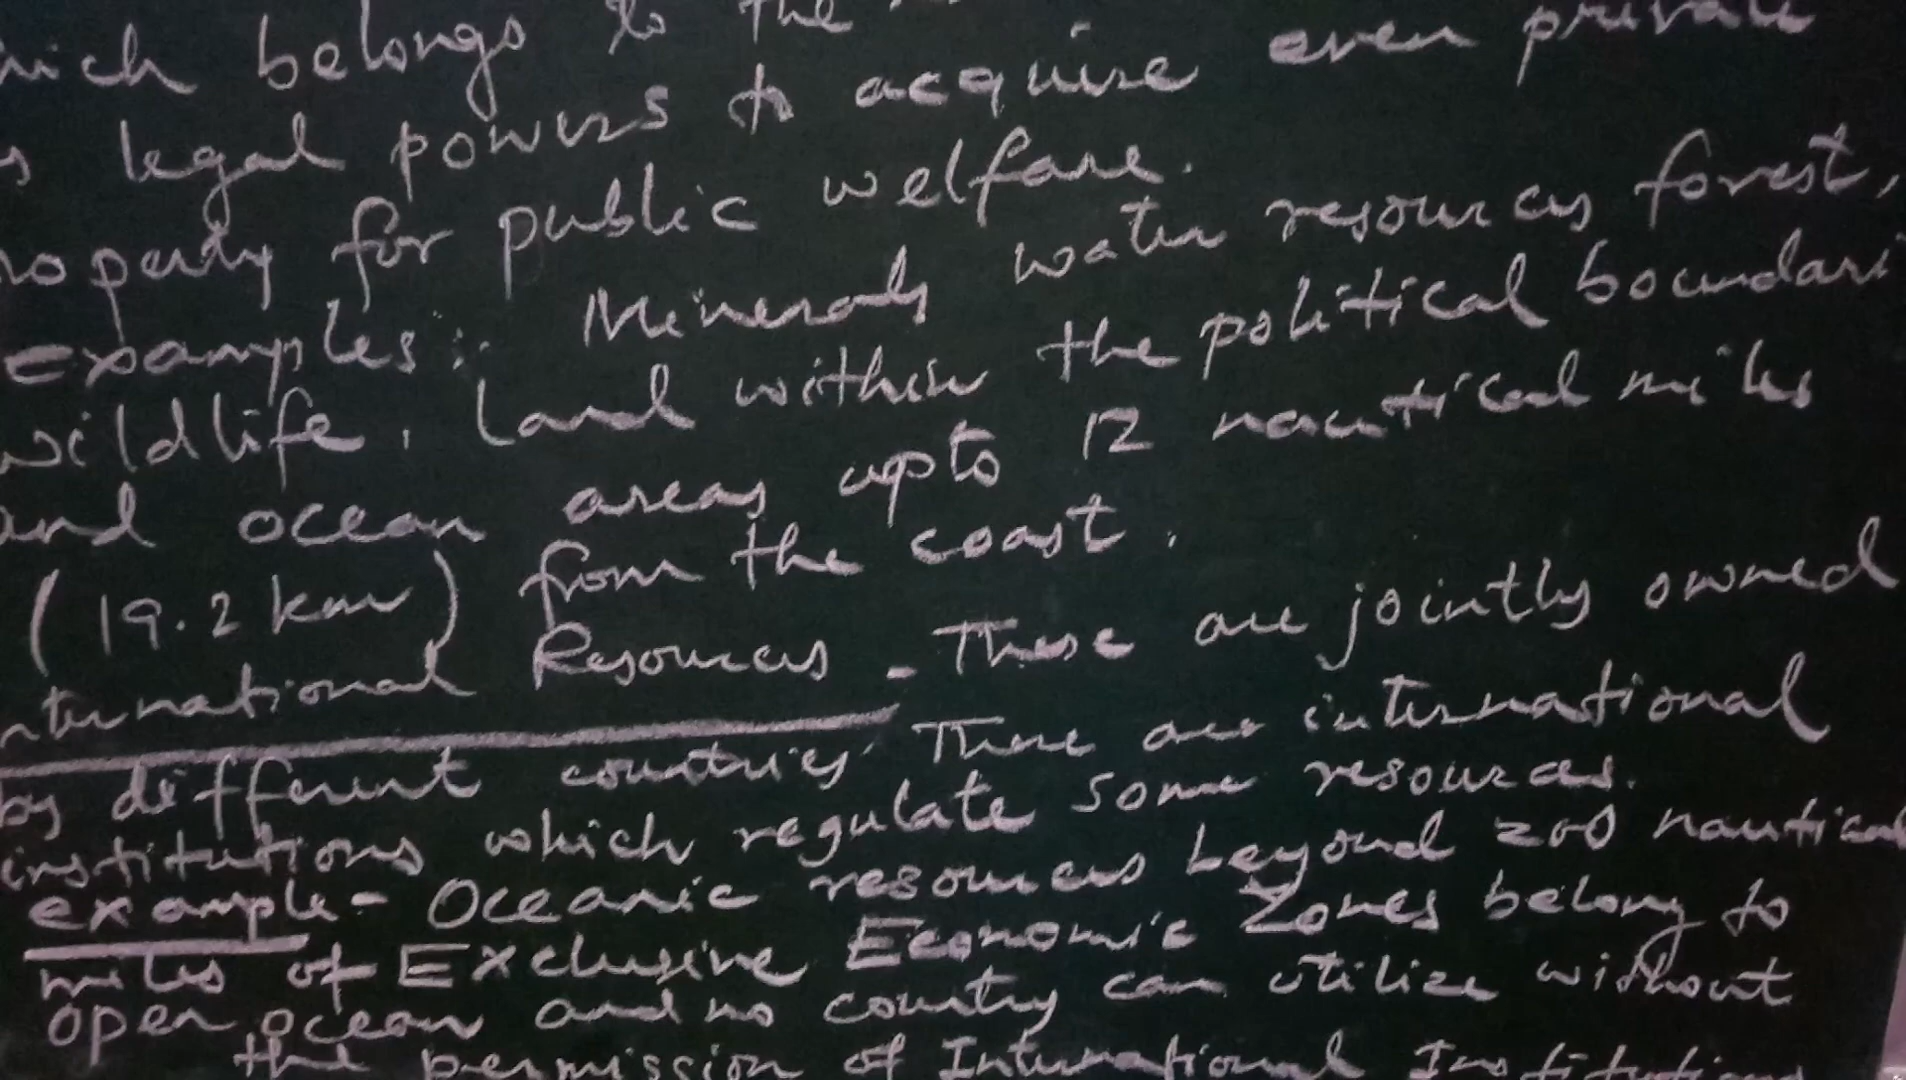 which belongs to the
s legal powers to acquire even private
roperty for public welfare.
Examples:. Minerals water resources forest,
wildlife, land within the political boundari
and ocean areas upto 12 nautical miles
(19.2 km) from the coast.
nternational Resources - These are jointly owned
by different countries. There are international
institutions which regulate some resources.
example- Oceanic resources beyond 200 nautical
miles of Exclusive Economic Zones belong to
open ocean and no country can utilize without
the permission of International Institutions